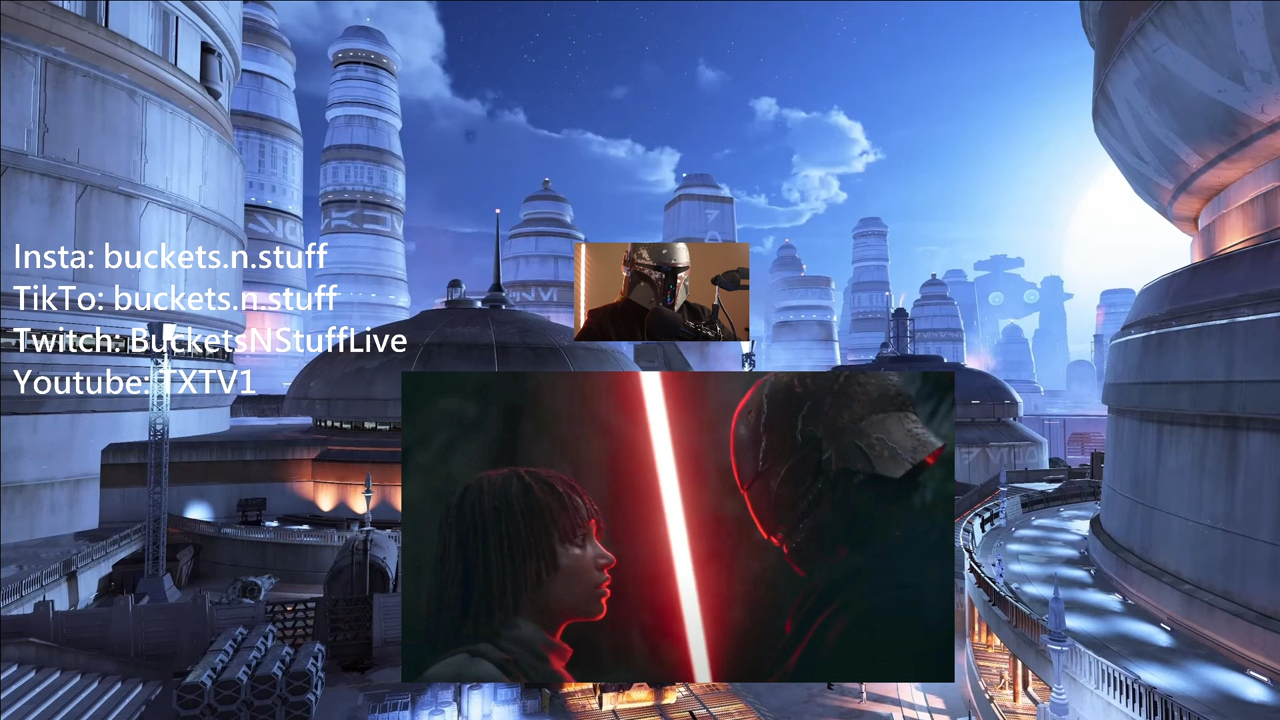 Insta: buckets.n.stuff
TikTo: buckets.n.stuff
Twitch: BucketsNStuffLive
Youtube: TXTV1